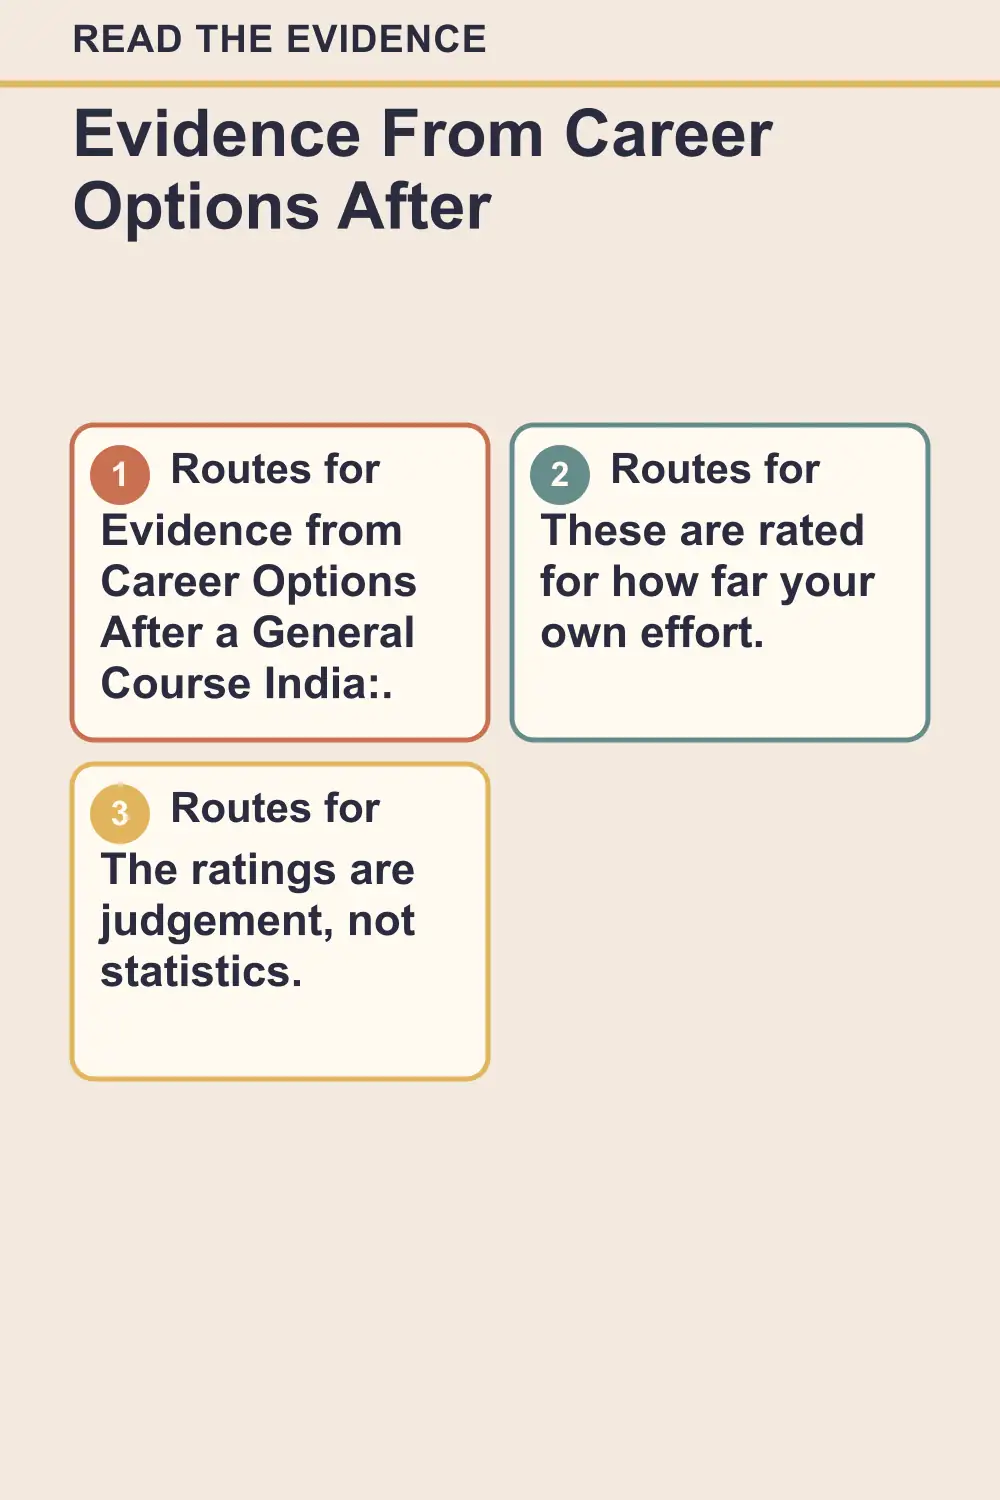 READ THE EVIDENCE
Evidence From Career
Options After
1 Routes for
Evidence from
Career Options
After a General
Course India:.
2 Routes for
These are rated
for how far your
own effort.
3 Routes for
The ratings are
judgement, not
statistics.